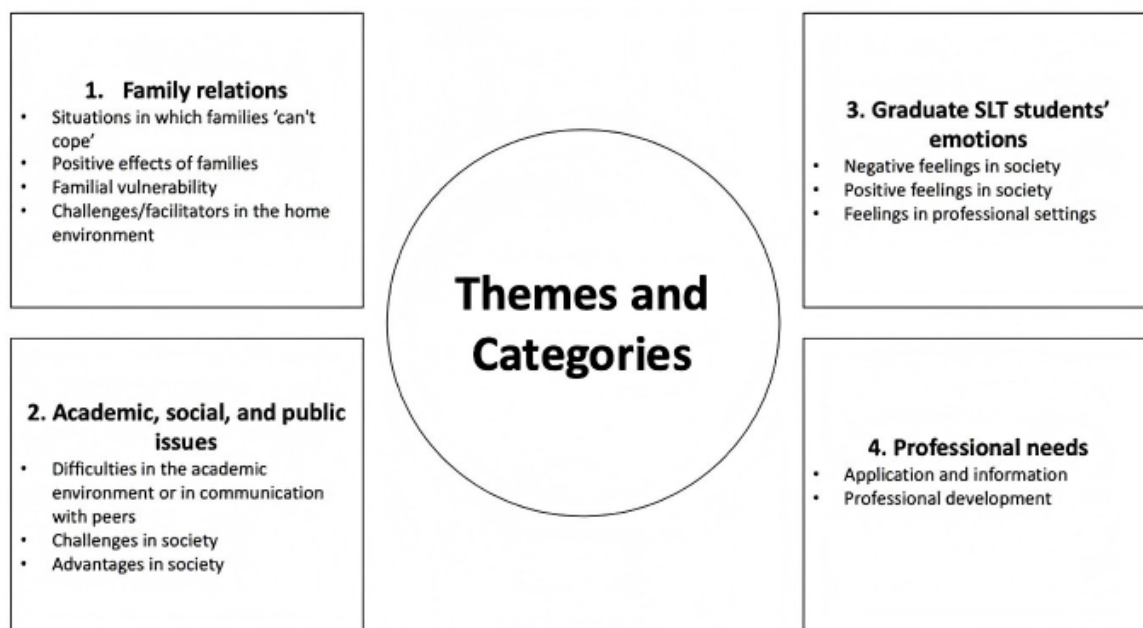 1. Family relations
• Situations in which families ‘can't
cope’
• Positive effects of families
• Familial vulnerability
• Challenges/facilitators in the home
environment
2. Academic, social, and public
issues
• Difficulties in the academic
environment or in communication
with peers
• Challenges in society
• Advantages in society
Themes and
Categories
3. Graduate SLT students’
emotions
• Negative feelings in society
• Positive feelings in society
• Feelings in professional settings
4. Professional needs
• Application and information
• Professional development